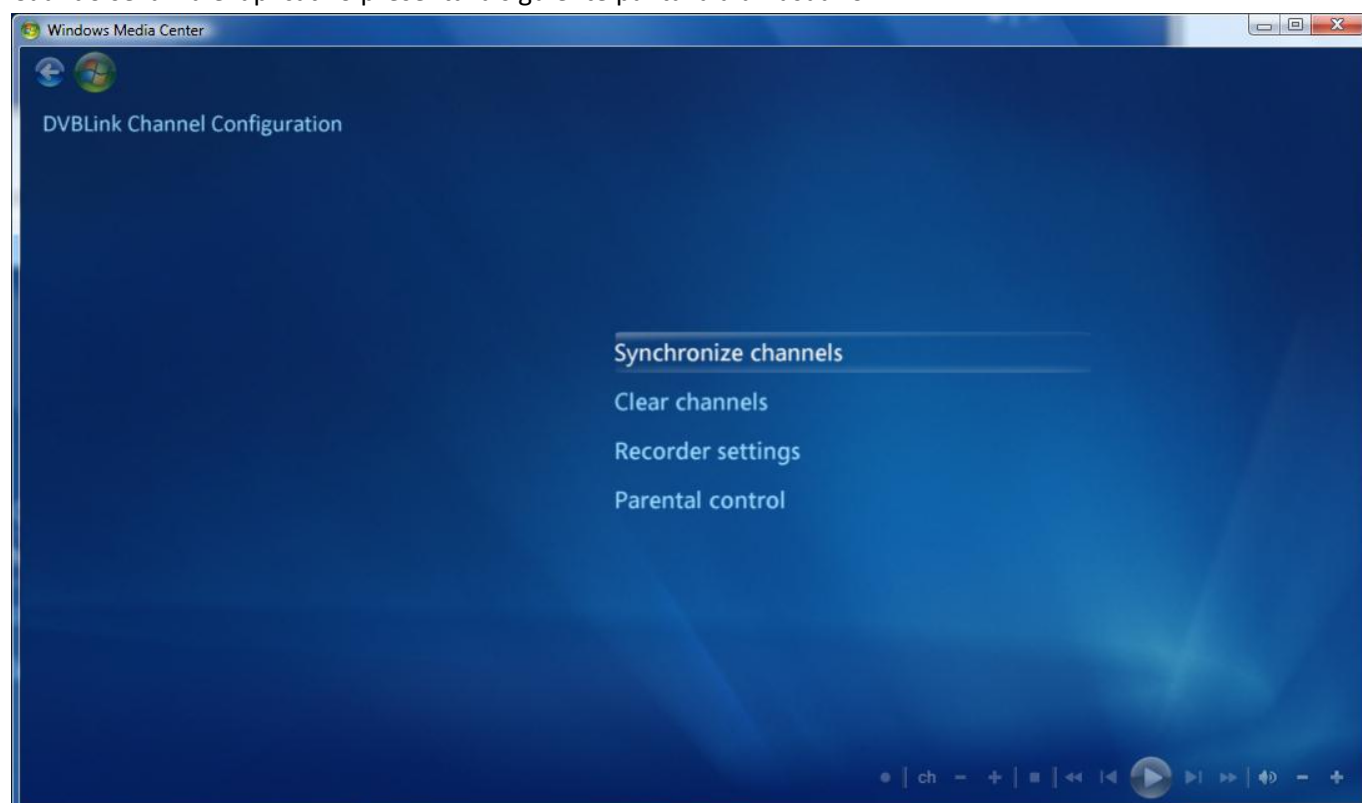 Windows Media Center
DVBLink Channel Configuration
Synchronize channels
Clear channels
Recorder settings
Parental control
ch - +
- +